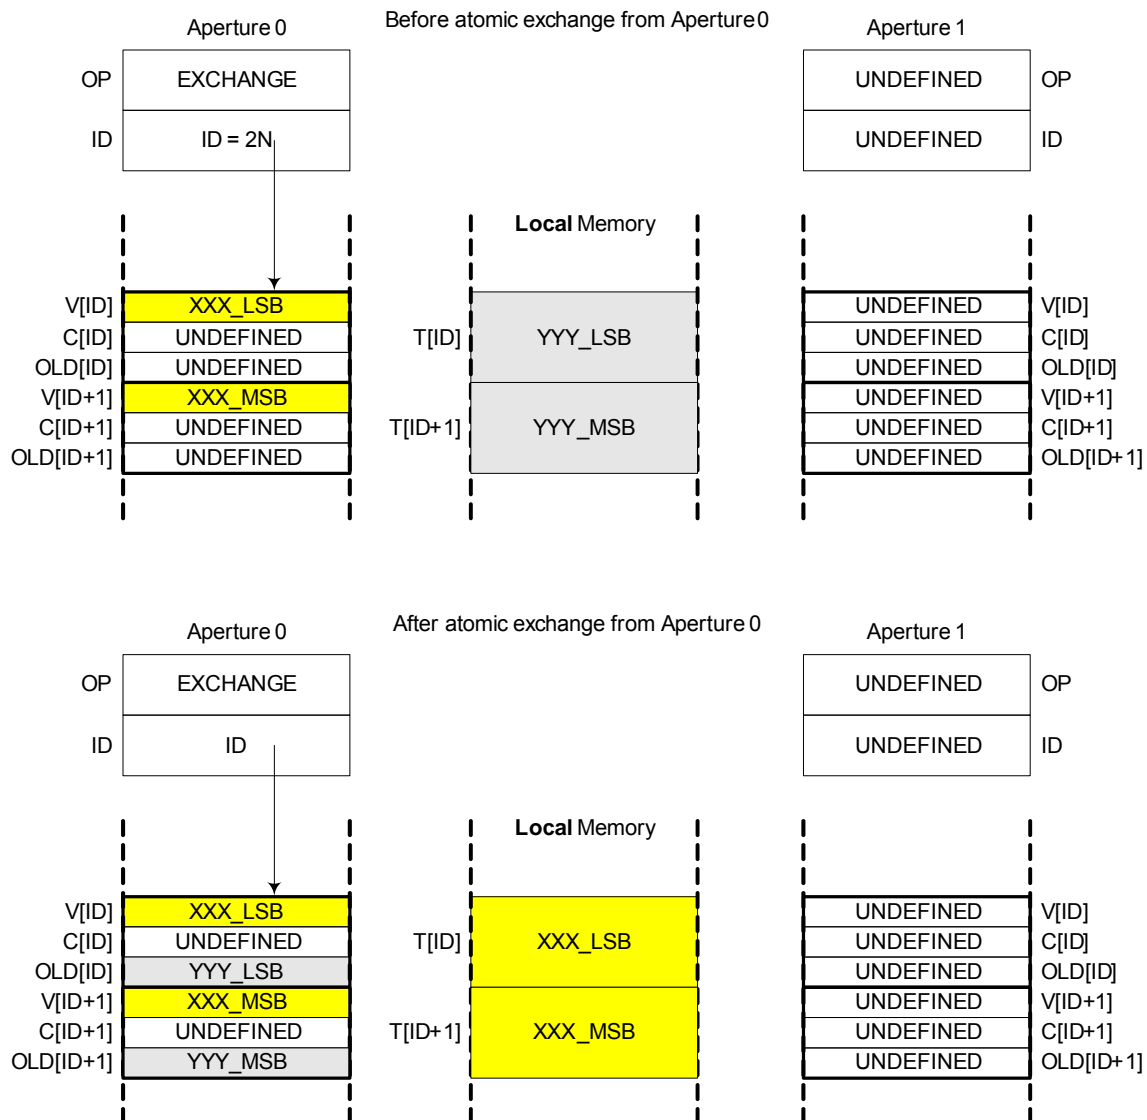 Before atomic exchange from Aperture 0
Aperture 0 Aperture 1
OP EXCHANGE UNDEFINED OP
ID ID = 2N UNDEFINED ID
Local Memory
V[ID] XXX_LSB UNDEFINED V[ID]
C[ID] UNDEFINED T[ID] YYY_LSB UNDEFINED C[ID]
OLD[ID] UNDEFINED UNDEFINED OLD[ID]
V[ID+1] XXX_MSB UNDEFINED V[ID+1]
C[ID+1] UNDEFINED T[ID+1] YYY_MSB UNDEFINED C[ID+1]
OLD[ID+1] UNDEFINED UNDEFINED OLD[ID+1]
After atomic exchange from Aperture 0
Aperture 0 Aperture 1
OP EXCHANGE UNDEFINED OP
ID ID UNDEFINED ID
Local Memory
V[ID] XXX_LSB UNDEFINED V[ID]
C[ID] UNDEFINED T[ID] XXX_LSB UNDEFINED C[ID]
OLD[ID] YYY_LSB UNDEFINED OLD[ID]
V[ID+1] XXX_MSB UNDEFINED V[ID+1]
C[ID+1] UNDEFINED T[ID+1] XXX_MSB UNDEFINED C[ID+1]
OLD[ID+1] YYY_MSB UNDEFINED OLD[ID+1]